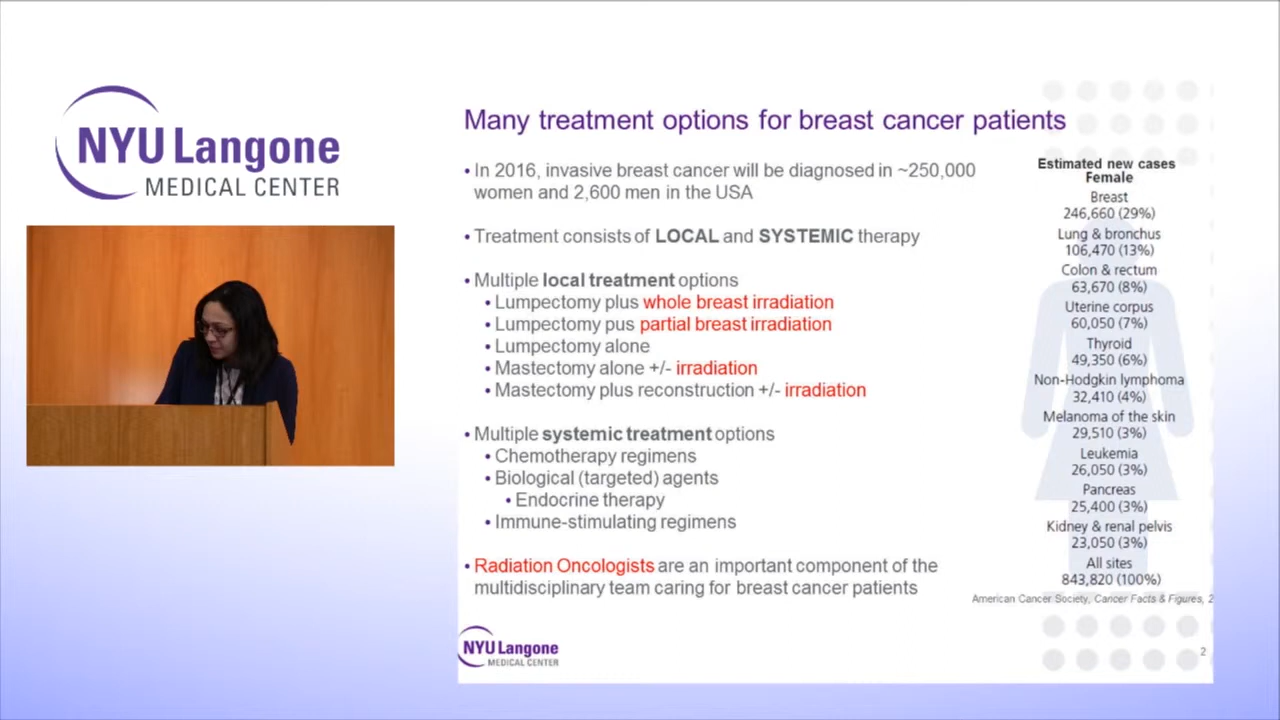 NYU Langone
MEDICAL CENTER
Many treatment options for breast cancer patients
• In 2016, invasive breast cancer will be diagnosed in ~250,000
women and 2,600 men in the USA
• Treatment consists of LOCAL and SYSTEMIC therapy
• Multiple local treatment options
• Lumpectomy plus whole breast irradiation
• Lumpectomy pus partial breast irradiation
• Lumpectomy alone
• Mastectomy alone +/- irradiation
• Mastectomy plus reconstruction +/- irradiation
• Multiple systemic treatment options
• Chemotherapy regimens
• Biological (targeted) agents
• Endocrine therapy
• Immune-stimulating regimens
• Radiation Oncologists are an important component of the
multidisciplinary team caring for breast cancer patients
Estimated new cases
Female
Breast
246,660 (29%)
Lung & bronchus
106,470 (13%)
Colon & rectum
63,670 (8%)
Uterine corpus
60,050 (7%)
Thyroid
49,350 (6%)
Non-Hodgkin lymphoma
32,410 (4%)
Melanoma of the skin
29,510 (3%)
Leukemia
26,050 (3%)
Pancreas
25,400 (3%)
Kidney & renal pelvis
23,050 (3%)
All sites
843,820 (100%)
American Cancer Society, Cancer Facts & Figures, 2
NYU Langone
MEDICAL CENTER
2